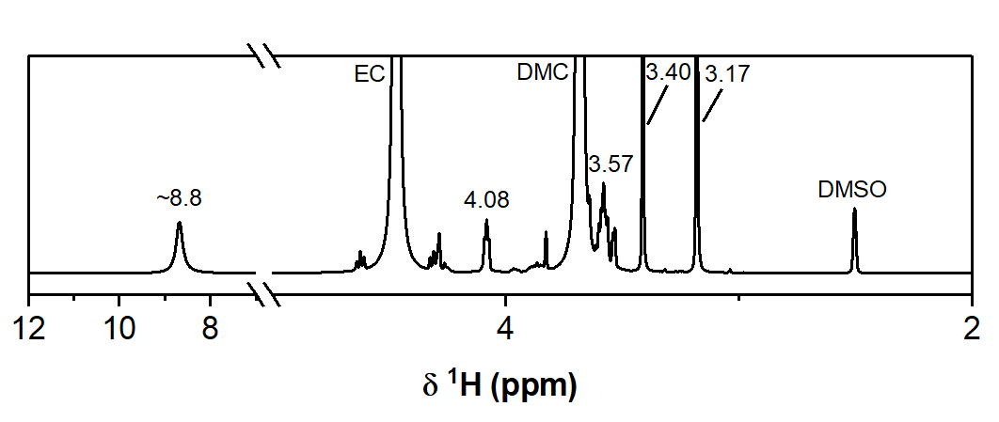 EC
DMC
3.40
3.17
3.57
~8.8
4.08
DMSO
12
10
8
4
2
δ ¹H (ppm)